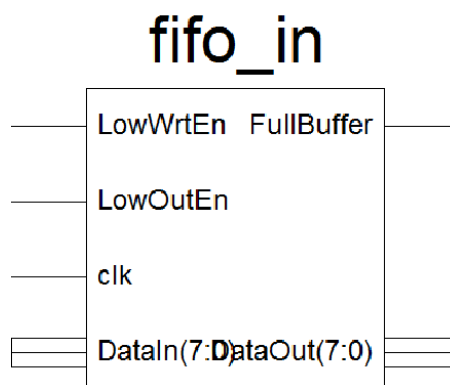 fifo_in
LowWrtEn FullBuffer
LowOutEn
clk
DataIn(7:0) DataOut(7:0)